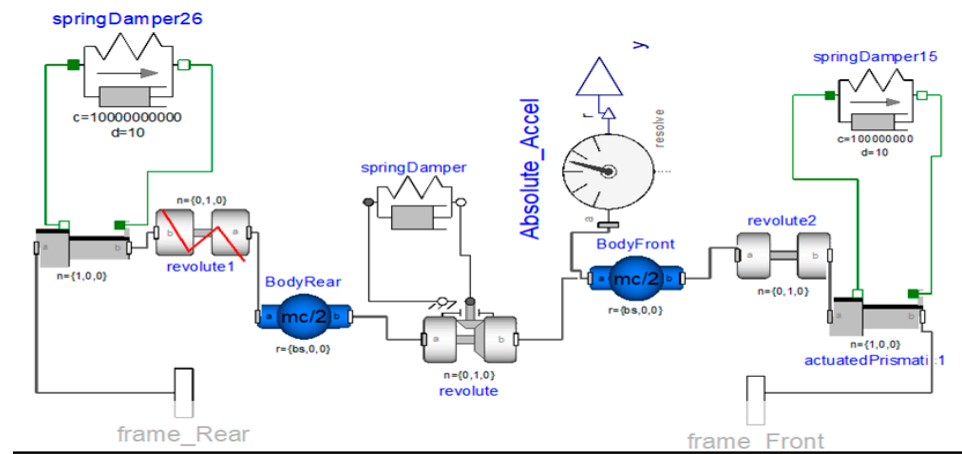 springDamper26
c=10000000000
d=10
n={0,1,0}
b
a
revolute1
a
b
n={1,0,0}
BodyRear
a
mc/2
b
r={bs,0,0}
frame_Rear
springDamper
a
b
n={0,1,0}
revolute
Absolute_Accel
y
r
resolve
a
BodyFront
a
mc/2
b
r={bs,0,0}
springDamper15
c=100000000
d=10
revolute2
a
b
n={0,1,0}
a
b
n={1,0,0}
actuatedPrismati:1
frame_Front